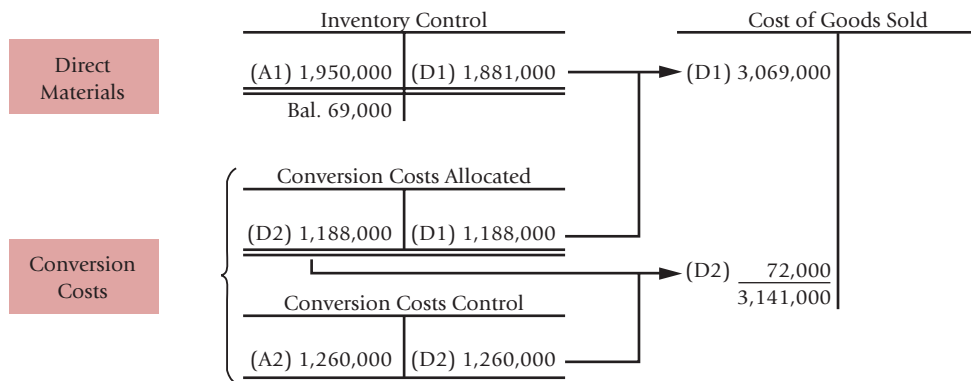 Inventory Control
Cost of Goods Sold
Direct
Materials
(A1) 1,950,000 (D1) 1,881,000
(D1) 3,069,000
Bal. 69,000
Conversion Costs Allocated
(D2) 1,188,000 (D1) 1,188,000
Conversion
Costs
(D2) 72,000
3,141,000
Conversion Costs Control
(A2) 1,260,000 (D2) 1,260,000